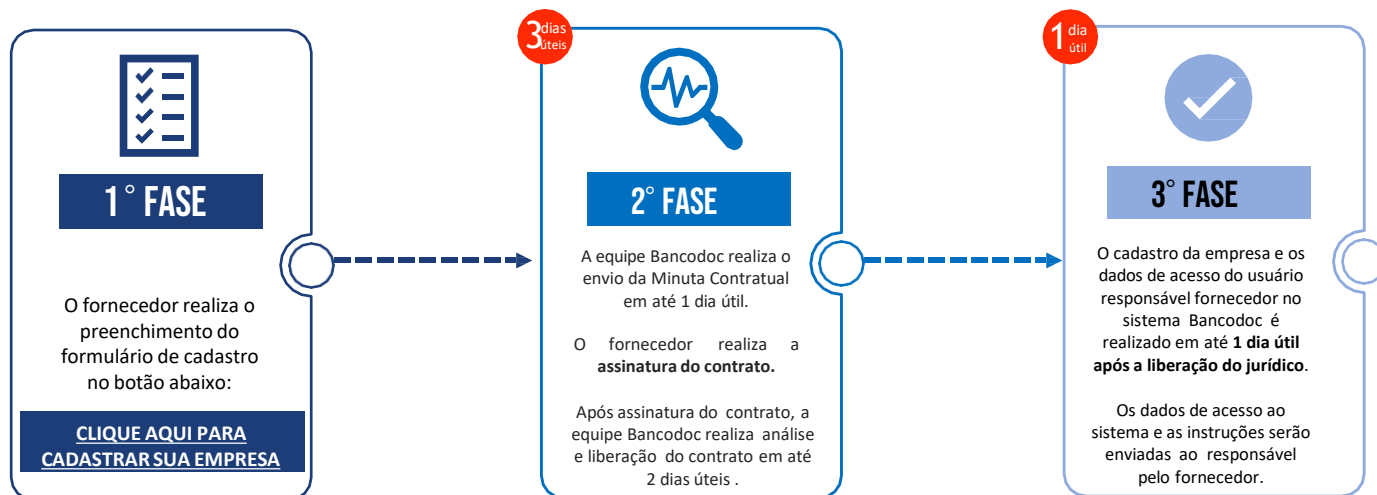 1° FASE
O fornecedor realiza o
preenchimento do
formulário de cadastro
no botão abaixo:
CLIQUE AQUI PARA
CADASTRAR SUA EMPRESA
3 dias
úteis
2° FASE
A equipe Bancodoc realiza o
envio da Minuta Contratual
em até 1 dia útil.
O fornecedor realiza a
assinatura do contrato.
Após assinatura do contrato, a
equipe Bancodoc realiza análise
e liberação do contrato em até
2 dias úteis .
1 dia
útil
3° FASE
O cadastro da empresa e os
dados de acesso do usuário
responsável fornecedor no
sistema Bancodoc é
realizado em até 1 dia útil
após a liberação do jurídico.
Os dados de acesso ao
sistema e as instruções serão
enviadas ao responsável
pelo fornecedor.